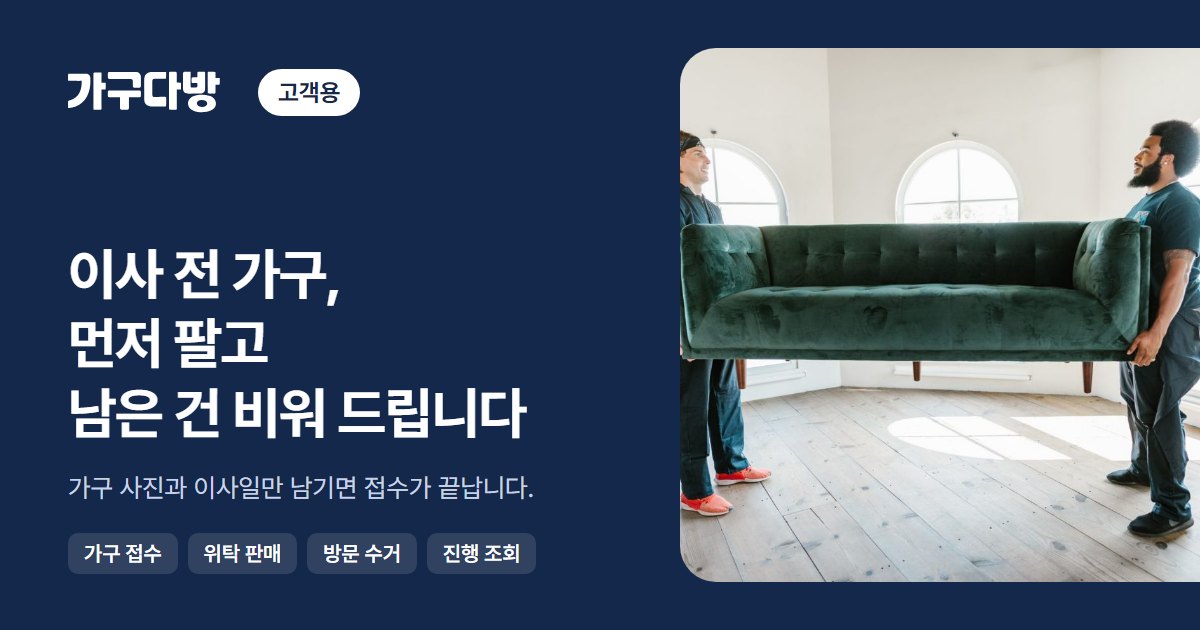 가구다방
고객용
이사 전 가구,
먼저 팔고
남은 건 비워 드립니다
가구 사진과 이사일만 남기면 접수가 끝납니다.
가구 접수
위탁 판매
방문 수거
진행 조회